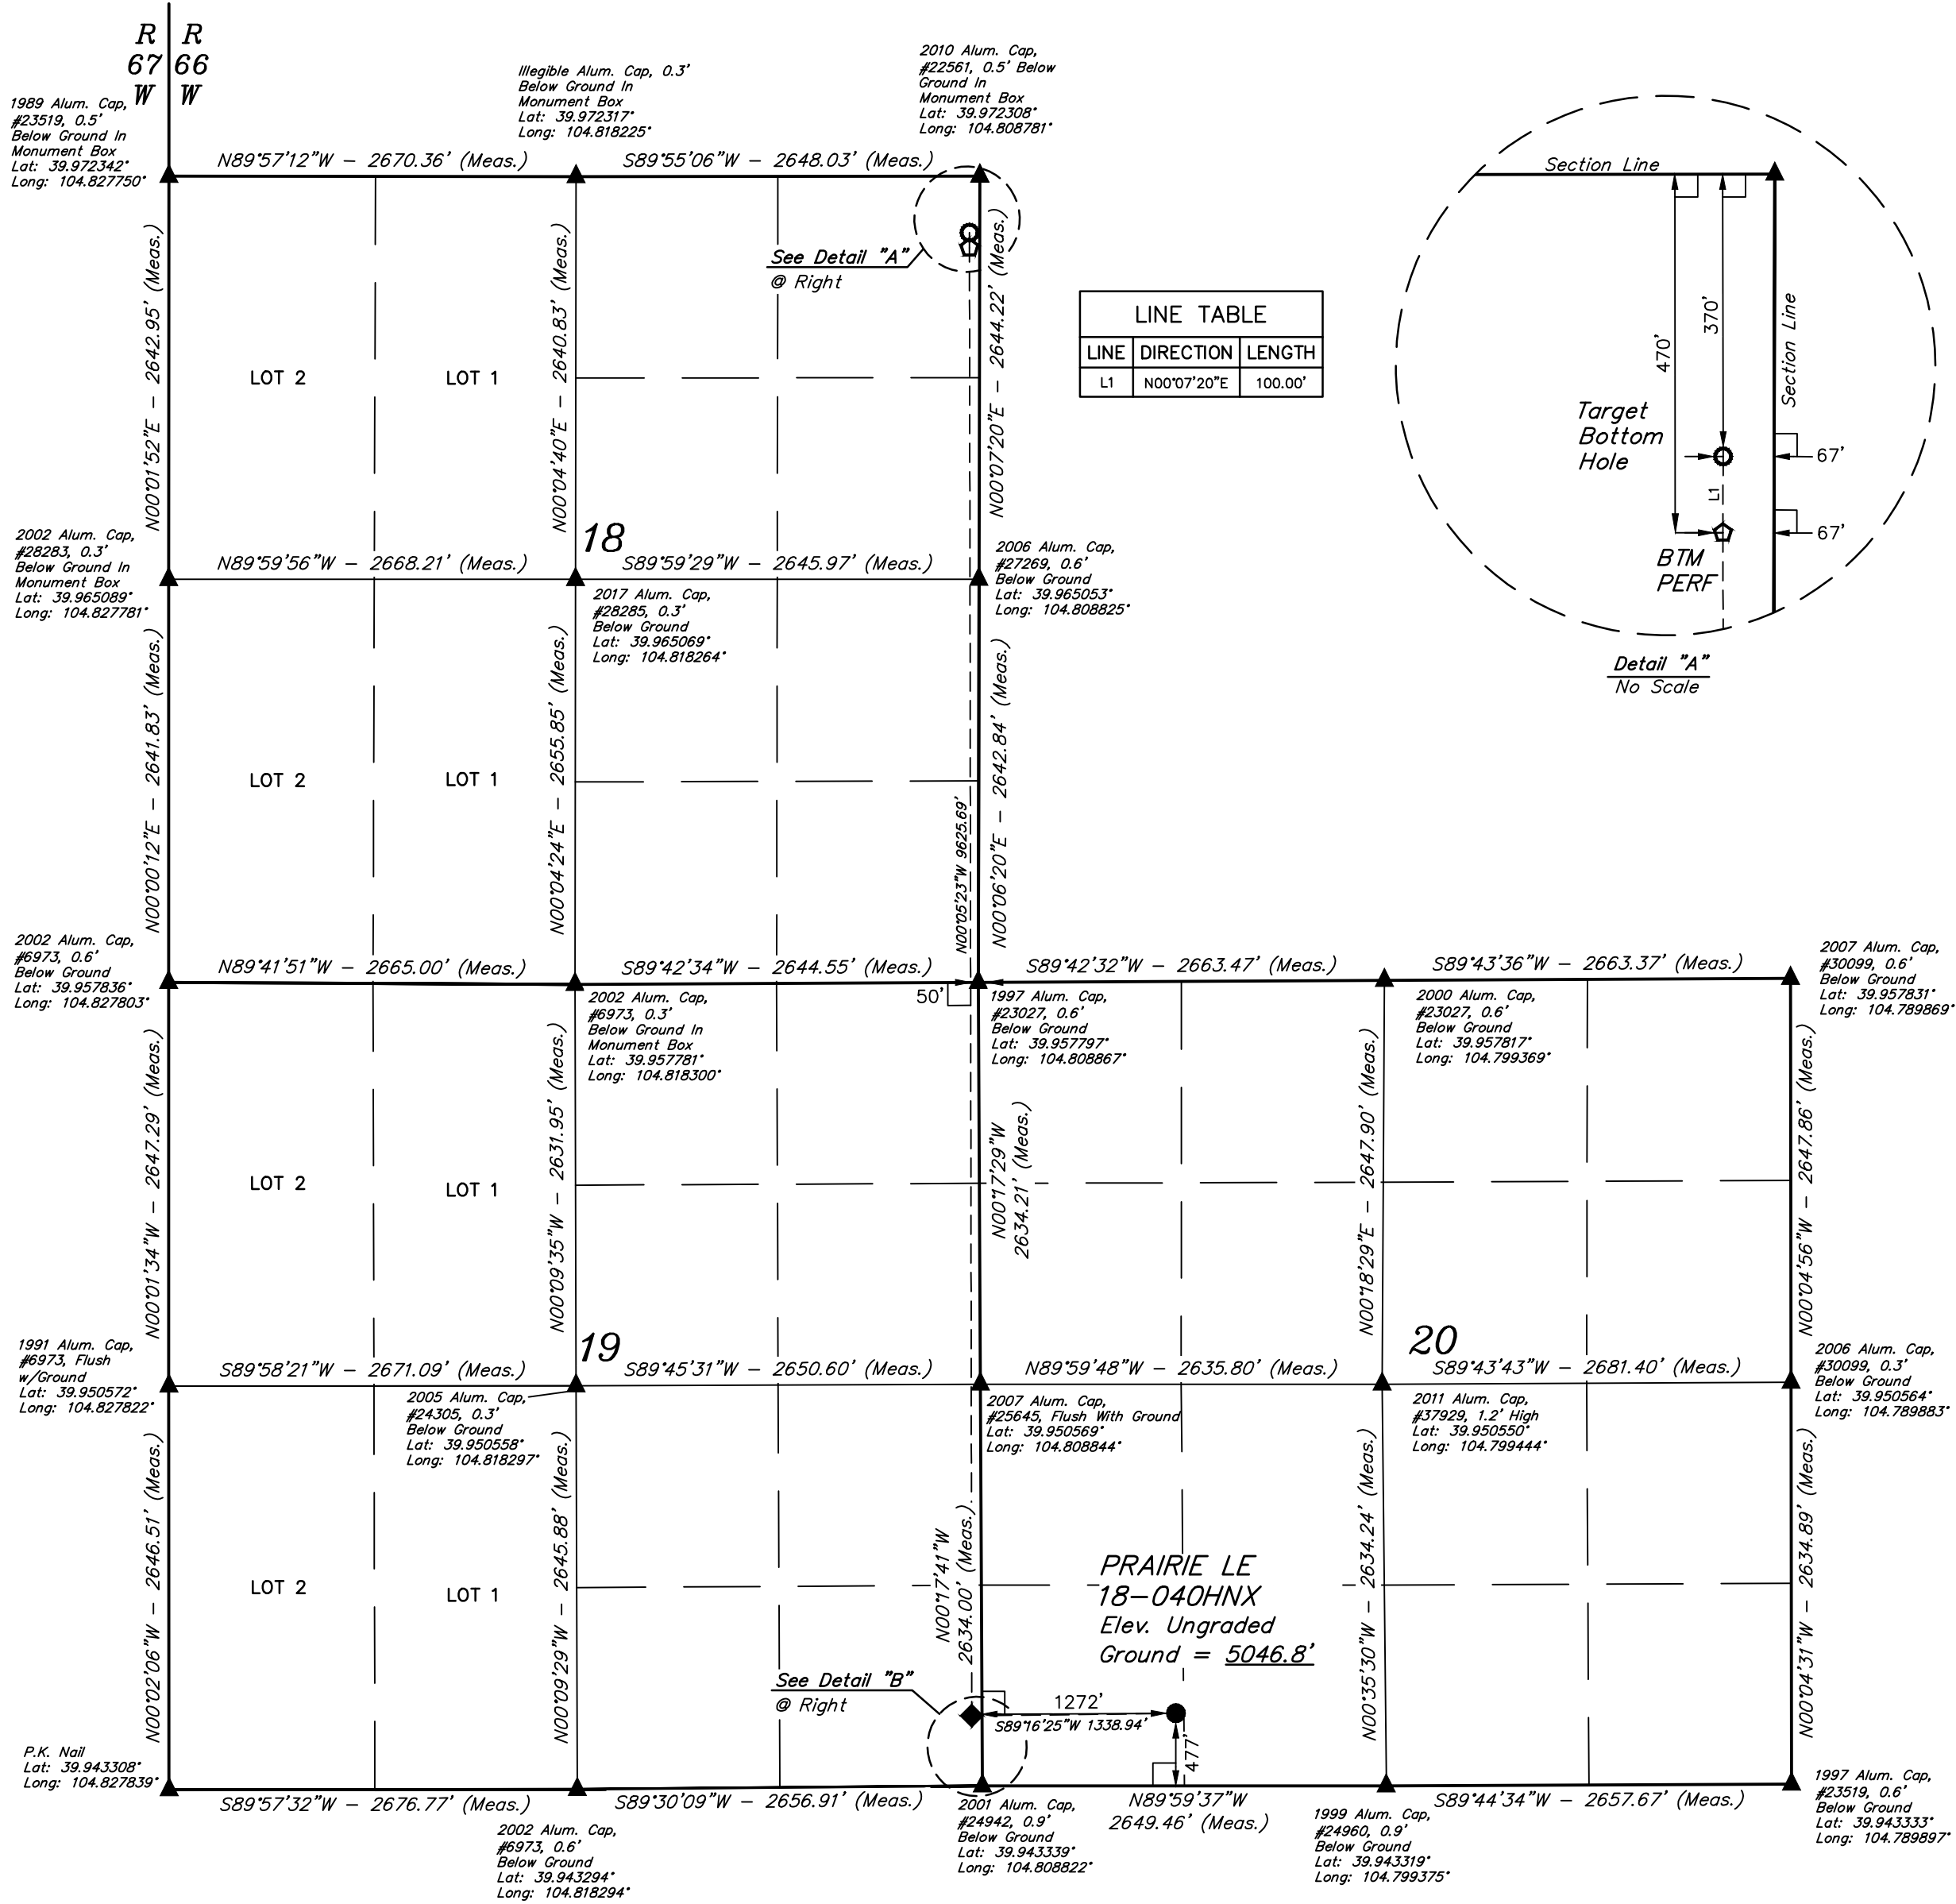 R R
67 66
W W
1989 Alum. Cap,
#23519, 0.5'
Below Ground In
Monument Box
Lat: 39.972342°
Long: 104.827750°
Illegible Alum. Cap, 0.3'
Below Ground In
Monument Box
Lat: 39.972317°
Long: 104.818225°
2010 Alum. Cap,
#22561, 0.5' Below
Ground In
Monument Box
Lat: 39.972308°
Long: 104.808781°
N89°57'12"W - 2670.36' (Meas.)
S89°55'06"W - 2648.03' (Meas.)
N00°01'52"E - 2642.95' (Meas.)
N00°04'40"E - 2640.83' (Meas.)
N00°07'20"E - 2644.22' (Meas.)
See Detail "A"
@ Right
LOT 2
LOT 1
LINE TABLE
LINE DIRECTION LENGTH
L1 N00°07'20"E 100.00'
Section Line
Section Line
470'
370'
Target
Bottom
Hole
67'
L1
67'
BTM
PERF
Detail "A"
No Scale
18
2002 Alum. Cap,
#28283, 0.3'
Below Ground In
Monument Box
Lat: 39.965089°
Long: 104.827781°
N89°59'56"W - 2668.21' (Meas.)
S89°59'29"W - 2645.97' (Meas.)
2017 Alum. Cap,
#28285, 0.3'
Below Ground
Lat: 39.965069°
Long: 104.818264°
2006 Alum. Cap,
#27269, 0.6'
Below Ground
Lat: 39.965053°
Long: 104.808825°
N00°00'12"E - 2641.83' (Meas.)
N00°04'24"E - 2655.85' (Meas.)
N00°05'23"W 9625.69'
N00°06'20"E - 2642.84' (Meas.)
LOT 2
LOT 1
2002 Alum. Cap,
#6973, 0.6'
Below Ground
Lat: 39.957836°
Long: 104.827803°
N89°41'51"W - 2665.00' (Meas.)
S89°42'34"W - 2644.55' (Meas.)
S89°42'32"W - 2663.47' (Meas.)
S89°43'36"W - 2663.37' (Meas.)
50'
2002 Alum. Cap,
#6973, 0.3'
Below Ground In
Monument Box
Lat: 39.957781°
Long: 104.818300°
1997 Alum. Cap,
#23027, 0.6'
Below Ground
Lat: 39.957797°
Long: 104.808867°
2000 Alum. Cap,
#23027, 0.6'
Below Ground
Lat: 39.957817°
Long: 104.799369°
2007 Alum. Cap,
#30099, 0.6'
Below Ground
Lat: 39.957831°
Long: 104.789869°
N00°01'34"W - 2647.29' (Meas.)
N00°09'35"W - 2631.95' (Meas.)
N00°17'29"W
2634.21' (Meas.)
N00°18'29"E - 2647.90' (Meas.)
N00°04'56"W - 2647.86' (Meas.)
LOT 2
LOT 1
19
20
1991 Alum. Cap,
#6973, Flush
w/Ground
Lat: 39.950572°
Long: 104.827822°
S89°58'21"W - 2671.09' (Meas.)
S89°45'31"W - 2650.60' (Meas.)
N89°59'48"W - 2635.80' (Meas.)
S89°43'43"W - 2681.40' (Meas.)
2005 Alum. Cap,
#24305, 0.3'
Below Ground
Lat: 39.950558°
Long: 104.818297°
2007 Alum. Cap,
#25645, Flush With Ground
Lat: 39.950569°
Long: 104.808844°
2011 Alum. Cap,
#37929, 1.2' High
Lat: 39.950550°
Long: 104.799444°
2006 Alum. Cap,
#30099, 0.3'
Below Ground
Lat: 39.950564°
Long: 104.789883°
N00°02'06"W - 2646.51' (Meas.)
N00°09'29"W - 2645.88' (Meas.)
N00°17'41"W
2634.00' (Meas.)
N00°35'30"W - 2634.24' (Meas.)
N00°04'31"W - 2634.89' (Meas.)
LOT 2
LOT 1
PRAIRIE LE
18-040HNX
Elev. Ungraded
Ground = 5046.8'
See Detail "B"
@ Right
1272'
S89°16'25"W 1338.94'
477'
P.K. Nail
Lat: 39.943308°
Long: 104.827839°
S89°57'32"W - 2676.77' (Meas.)
S89°30'09"W - 2656.91' (Meas.)
N89°59'37"W
2649.46' (Meas.)
S89°44'34"W - 2657.67' (Meas.)
2002 Alum. Cap,
#6973, 0.6'
Below Ground
Lat: 39.943294°
Long: 104.818294°
2001 Alum. Cap,
#24942, 0.9'
Below Ground
Lat: 39.943339°
Long: 104.808822°
1999 Alum. Cap,
#24960, 0.9'
Below Ground
Lat: 39.943319°
Long: 104.799375°
1997 Alum. Cap,
#23519, 0.6'
Below Ground
Lat: 39.943333°
Long: 104.789897°